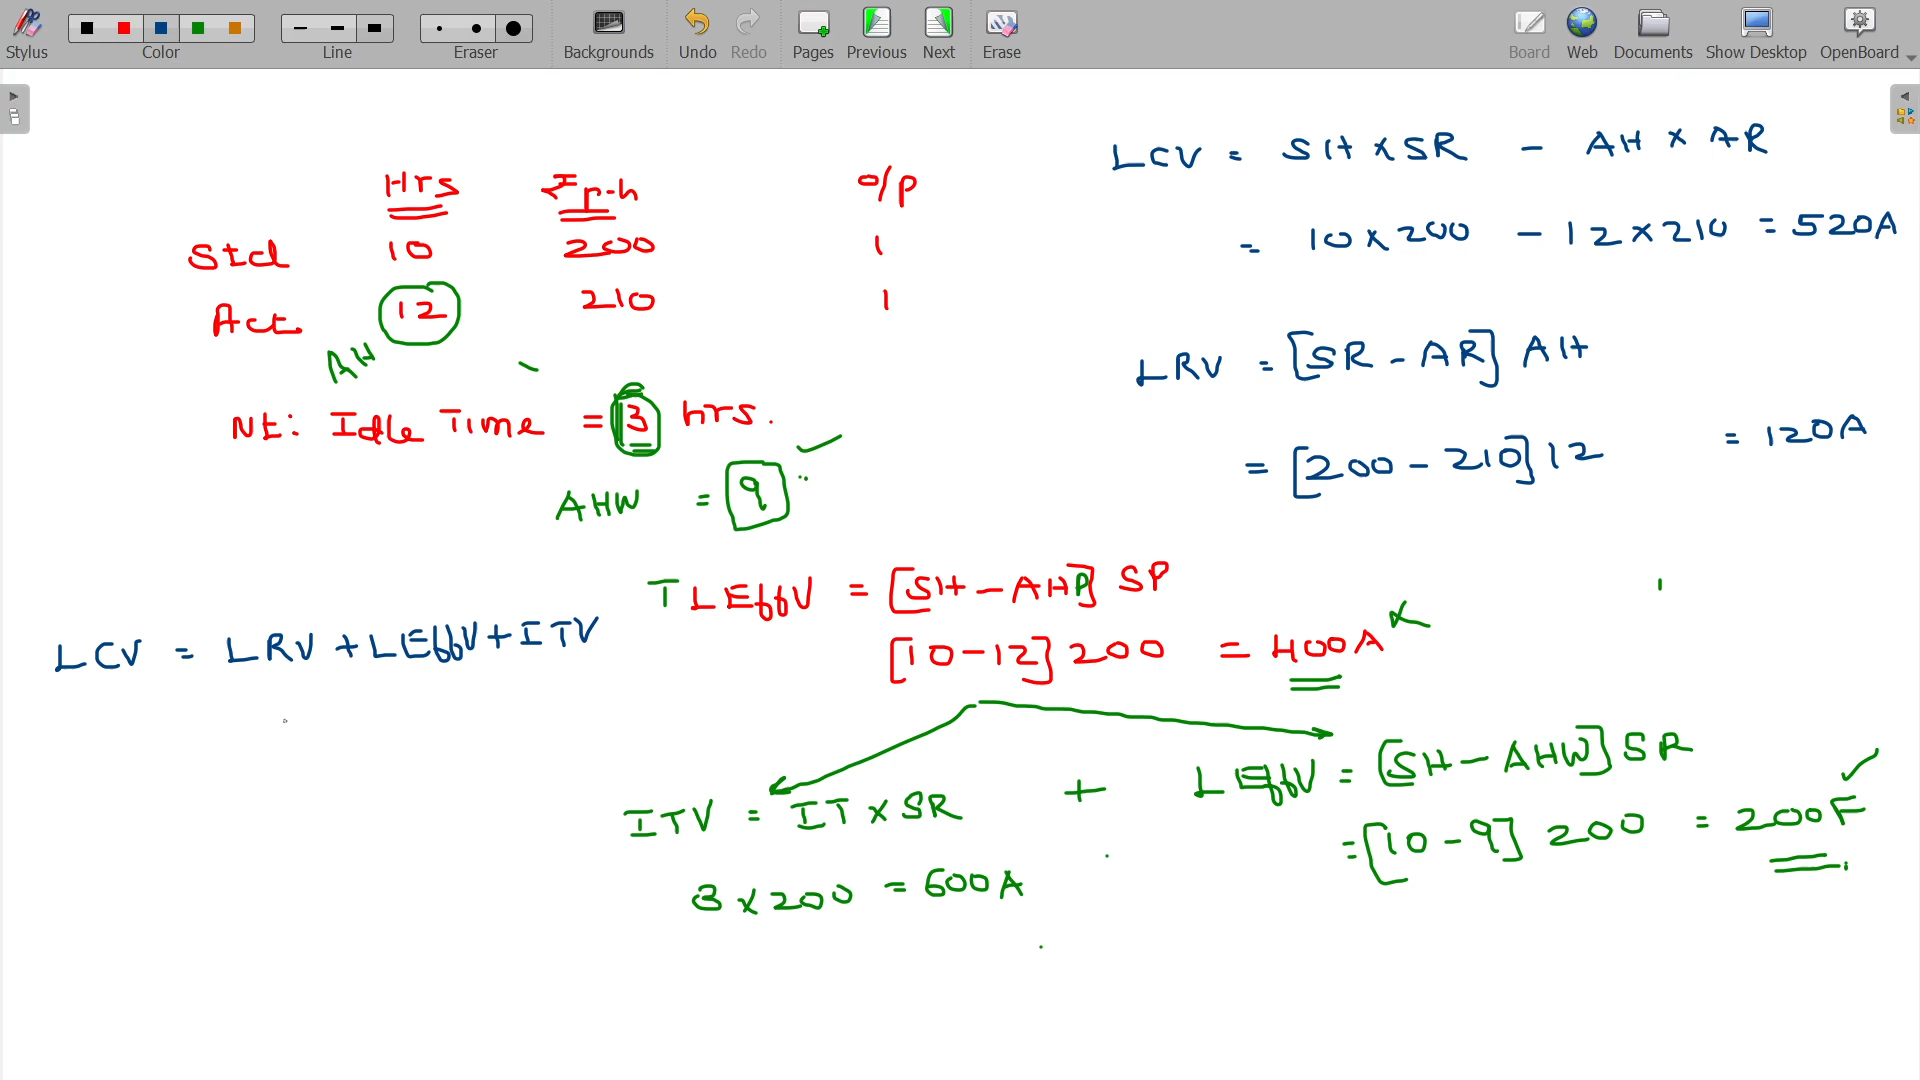 Stylus Color Line Eraser Backgrounds Undo Redo Pages Previous Next Erase Board Web Documents Show Desktop OpenBoard
Hrs ₹ p.h o/p
Std 10 200 1
Act. 12 210 1
AH
Nt: Idle Time = 3 hrs.
AHW = 9
LCV = SH × SR - AH × AR
= 10 × 200 - 12 × 210 = 520A
LRV = [SR - AR] AH
= [200 - 210] 12 = 120A
TLEffV = [SH - AHP] SP
[10 - 12] 200 = 400A
LCV = LRV + LEffV + ITV
ITV = IT × SR + LEffV = [SH - AHW] SR
3 × 200 = 600A
= [10 - 9] 200 = 200F